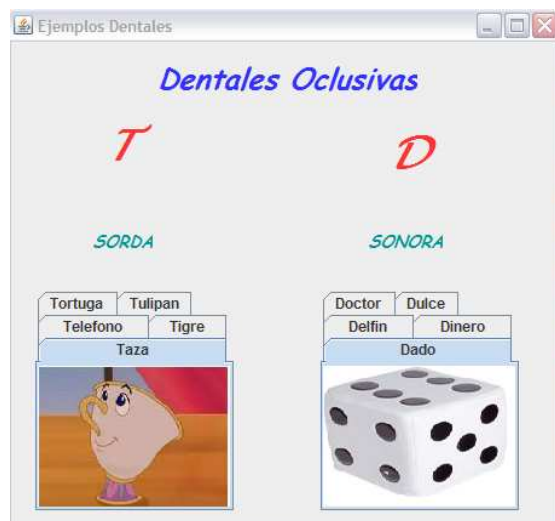 Ejemplos Dentales
Dentales Oclusivas
T D
SORDA SONORA
Tortuga Tulipan Doctor Dulce
Telefono Tigre Delfin Dinero
Taza Dado